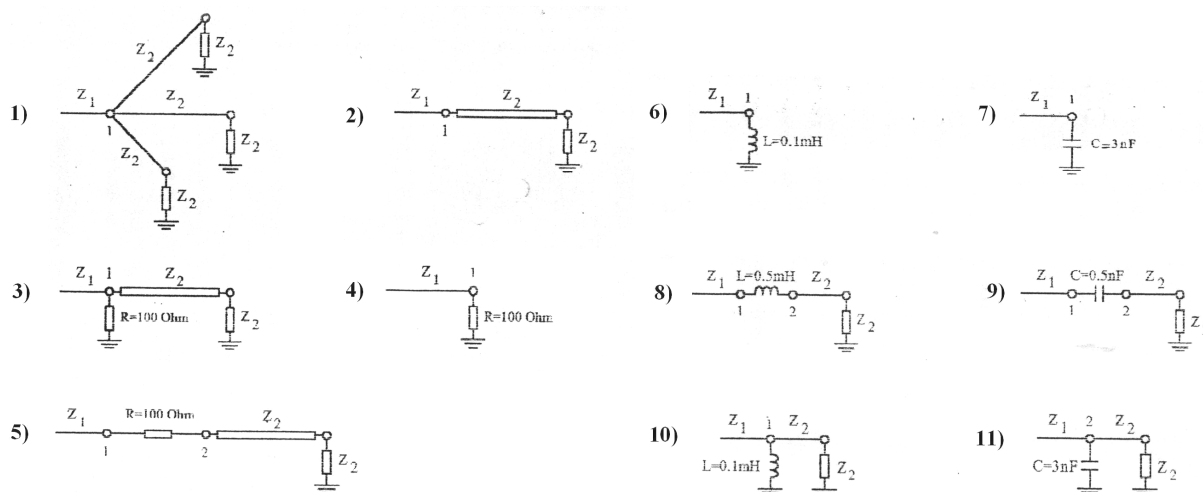 1)
Z1
1
Z2
Z2
Z2
Z2
Z2
Z2
2)
Z1
1
Z2
Z2
6)
Z1
1
L=0.1mH
7)
Z1
1
C=3nF
3)
Z1
1
Z2
R=100 Ohm
Z2
4)
Z1
1
R=100 Ohm
8)
Z1
L=0.5mH
Z2
1
2
Z2
9)
Z1
C=0.5nF
Z2
1
2
Z
5)
Z1
R=100 Ohm
Z2
1
2
Z2
10)
Z1
1
Z2
L=0.1mH
Z2
11)
Z1
2
Z2
C=3nF
Z2